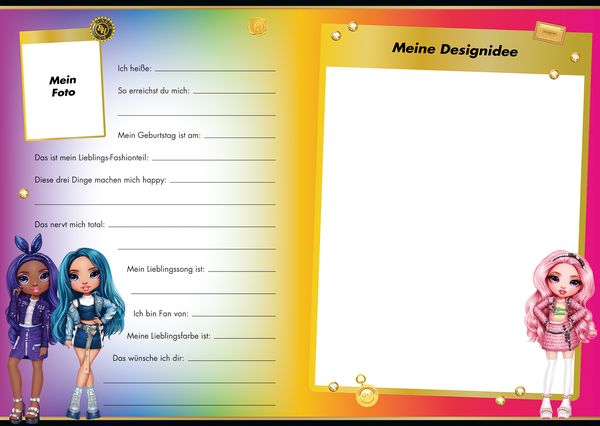 Mein
Foto
Ich heiße:
So erreichst du mich:
Mein Geburtstag ist am:
Das ist mein Lieblings-Fashionteil:
Diese drei Dinge machen mich happy:
Das nervt mich total:
Mein Lieblingssong ist:
Ich bin Fan von:
Meine Lieblingsfarbe ist:
Das wünsche ich dir:
Meine Designidee